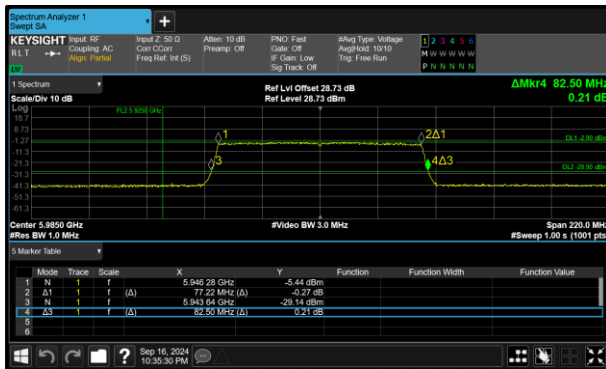 Spectrum Analyzer 1
Swept SA
+
KEYSIGHT Input: RF Input Z: 50 Ω Atten: 10 dB PNO: Fast #Avg Type: Voltage 1 2 3 4 5 6
R L T Coupling: AC Corr CCorr Preamp: Off Gate: Off Avg|Hold: 10/10 M W W W W W
Align: Partial Freq Ref: Int (S) IF Gain: Low Trig: Free Run
Sig Track: Off P N N N N N
1 Spectrum Ref Lvl Offset 28.73 dB ΔMkr4 82.50 MHz
Scale/Div 10 dB Ref Level 28.73 dBm 0.21 dB
Log
18.7 FL2 5.9250 GHz
8.73
-1.27 1 2Δ1 DL1 -2.90 dBm
-11.3
-21.3 3 4Δ3 DL2 -28.90 dBm
-31.3
-41.3
-51.3
-61.3
Center 5.9850 GHz #Video BW 3.0 MHz Span 220.0 MHz
#Res BW 1.0 MHz #Sweep 1.00 s (1001 pts
5 Marker Table
Mode Trace Scale X Y Function Function Width Function Value
1 N 1 f 5.946 28 GHz -5.44 dBm
2 Δ1 1 f (Δ) 77.22 MHz (Δ) -0.27 dB
3 N 1 f 5.943 64 GHz -29.14 dBm
4 Δ3 1 f (Δ) 82.50 MHz (Δ) 0.21 dB
5
6
? Sep 16, 2024
10:35:30 PM